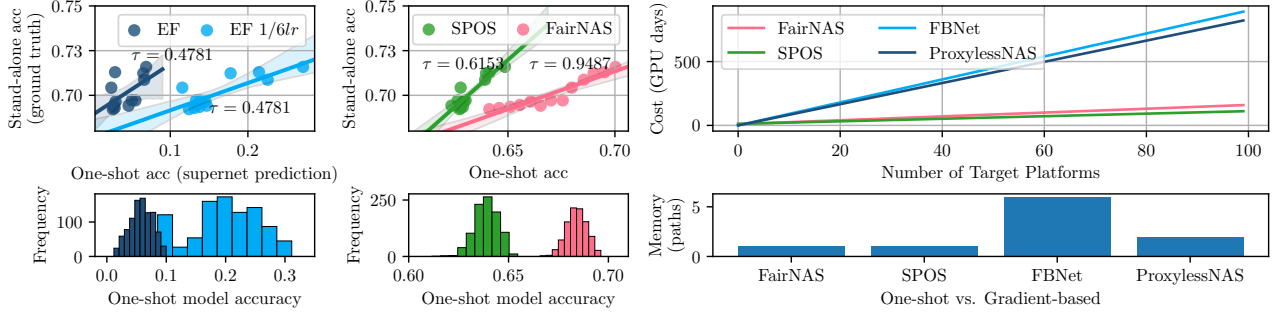 Stand-alone acc
(ground truth)
0.75
0.73
0.70
EF
EF 1/6lr
τ = 0.4781
τ = 0.4781
0.1
0.2
One-shot acc (supernet prediction)
Stand-alone acc
0.75
0.73
0.70
SPOS
FairNAS
τ = 0.6153
τ = 0.9487
0.65
0.70
One-shot acc
Cost (GPU days)
500
0
FairNAS
SPOS
FBNet
ProxylessNAS
0
20
40
60
80
100
Number of Target Platforms
Frequency
100
0
0.0
0.1
0.2
0.3
One-shot model accuracy
Frequency
250
0
0.60
0.65
0.70
One-shot model accuracy
Memory
(paths)
5
0
FairNAS
SPOS
FBNet
ProxylessNAS
One-shot vs. Gradient-based